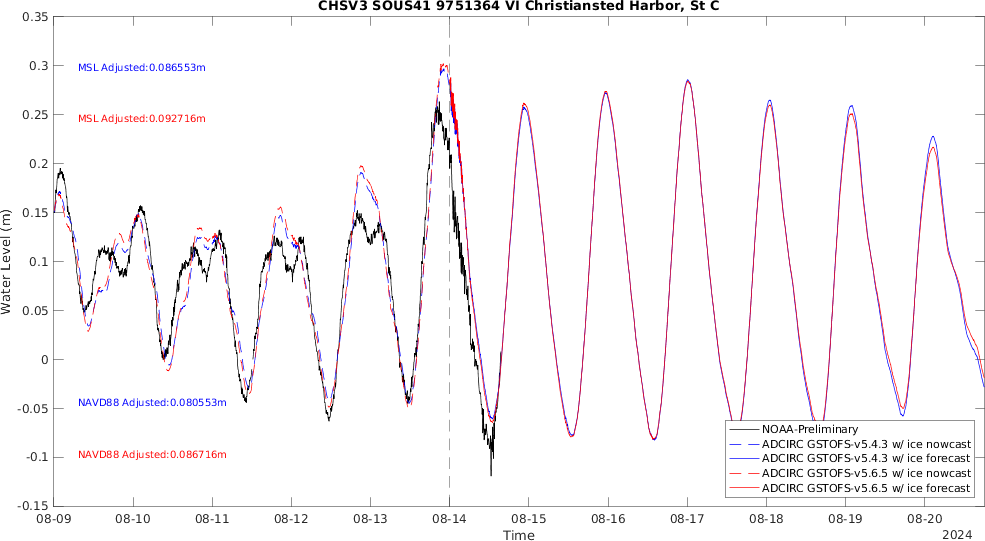 CHSV3 SOUS41 9751364 VI Christiansted Harbor, St C
0.35
0.3
0.25
0.2
0.15
0.1
0.05
0
-0.05
-0.1
-0.15
Water Level (m)
MSL Adjusted:0.086553m
MSL Adjusted:0.092716m
NAVD88 Adjusted:0.080553m
NAVD88 Adjusted:0.086716m
NOAA-Preliminary
ADCIRC GSTOFS-v5.4.3 w/ ice nowcast
ADCIRC GSTOFS-v5.4.3 w/ ice forecast
ADCIRC GSTOFS-v5.6.5 w/ ice nowcast
ADCIRC GSTOFS-v5.6.5 w/ ice forecast
08-09 08-10 08-11 08-12 08-13 08-14 08-15 08-16 08-17 08-18 08-19 08-20
Time
2024